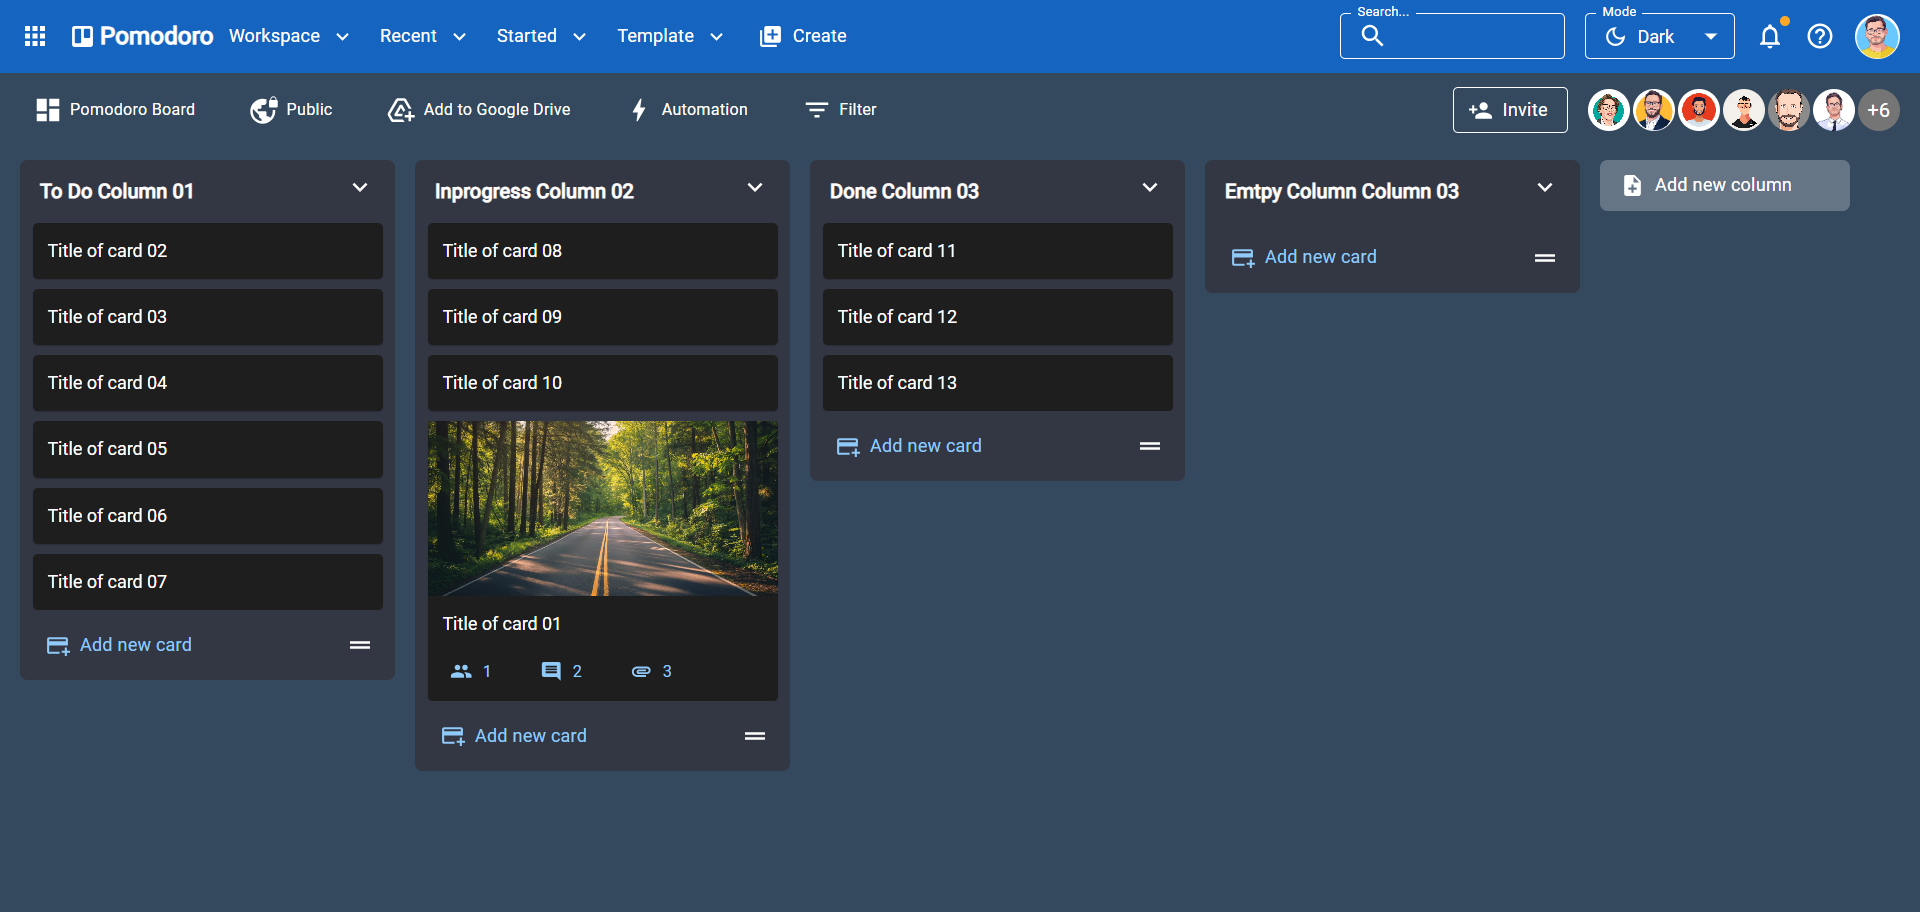 Pomodoro Workspace Recent Started Template Create Search... Mode Dark
Pomodoro Board Public Add to Google Drive Automation Filter Invite +6
To Do Column 01
Title of card 02
Title of card 03
Title of card 04
Title of card 05
Title of card 06
Title of card 07
Add new card
Inprogress Column 02
Title of card 08
Title of card 09
Title of card 10
Title of card 01
1 2 3
Add new card
Done Column 03
Title of card 11
Title of card 12
Title of card 13
Add new card
Emtpy Column Column 03
Add new card
Add new column